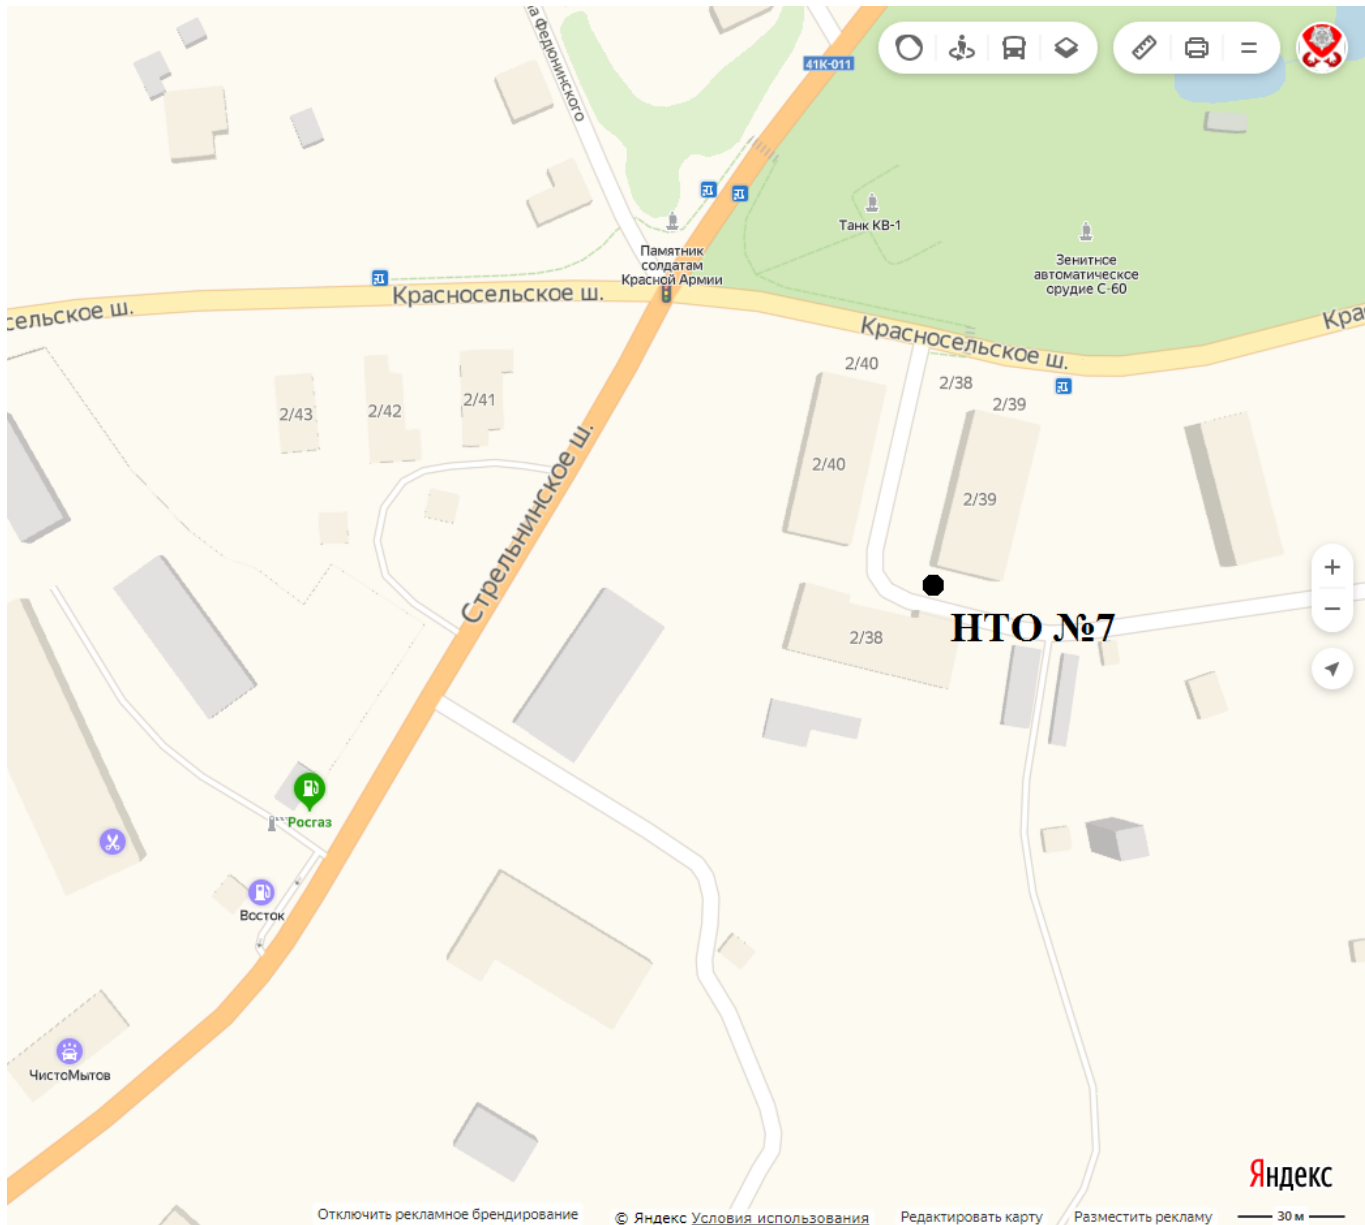 41К-011
на Федюнинского
Танк КВ-1
Памятник
солдатам
Красной Армии
Зенитное
автоматическое
орудие С-60
сельское ш.
Красносельское ш.
Красносельское ш.
Кра
2/40
2/38
2/39
2/43
2/42
2/41
2/40
2/39
Стрельнинское ш.
НТО №7
2/38
Росгаз
Восток
ЧистоМытов
Яндекс
Отключить рекламное брендирование
© Яндекс Условия использования
Редактировать карту
Разместить рекламу
30 м